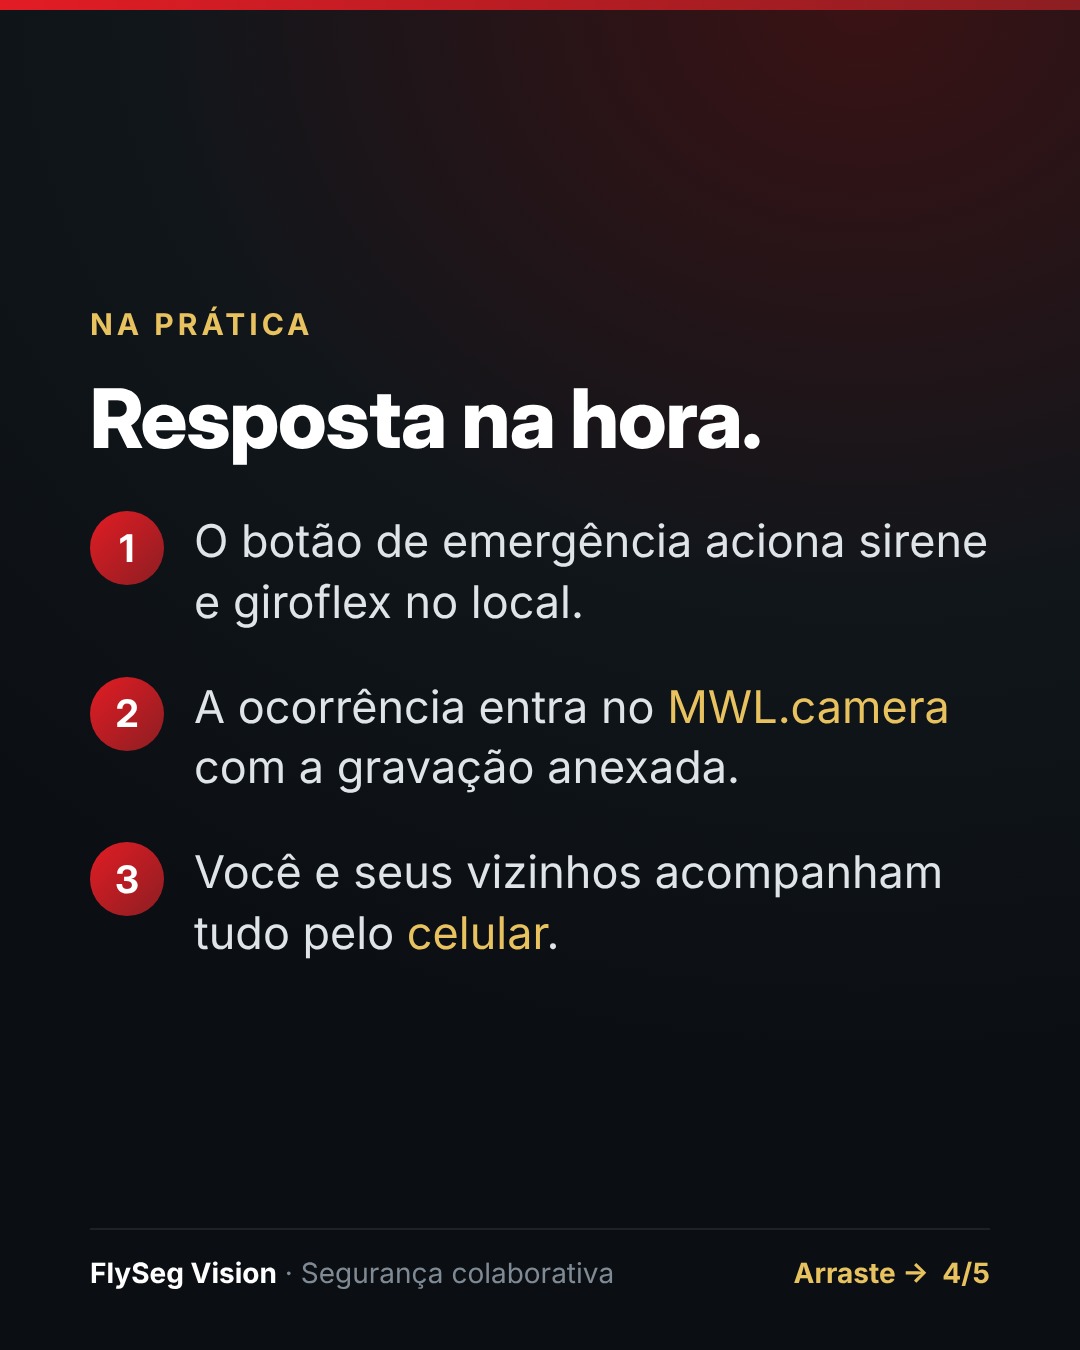 NA PRÁTICA
Resposta na hora.
1 O botão de emergência aciona sirene
e giroflex no local.
2 A ocorrência entra no MWL.camera
com a gravação anexada.
3 Você e seus vizinhos acompanham
tudo pelo celular.
FlySeg Vision · Segurança colaborativa Arraste → 4/5